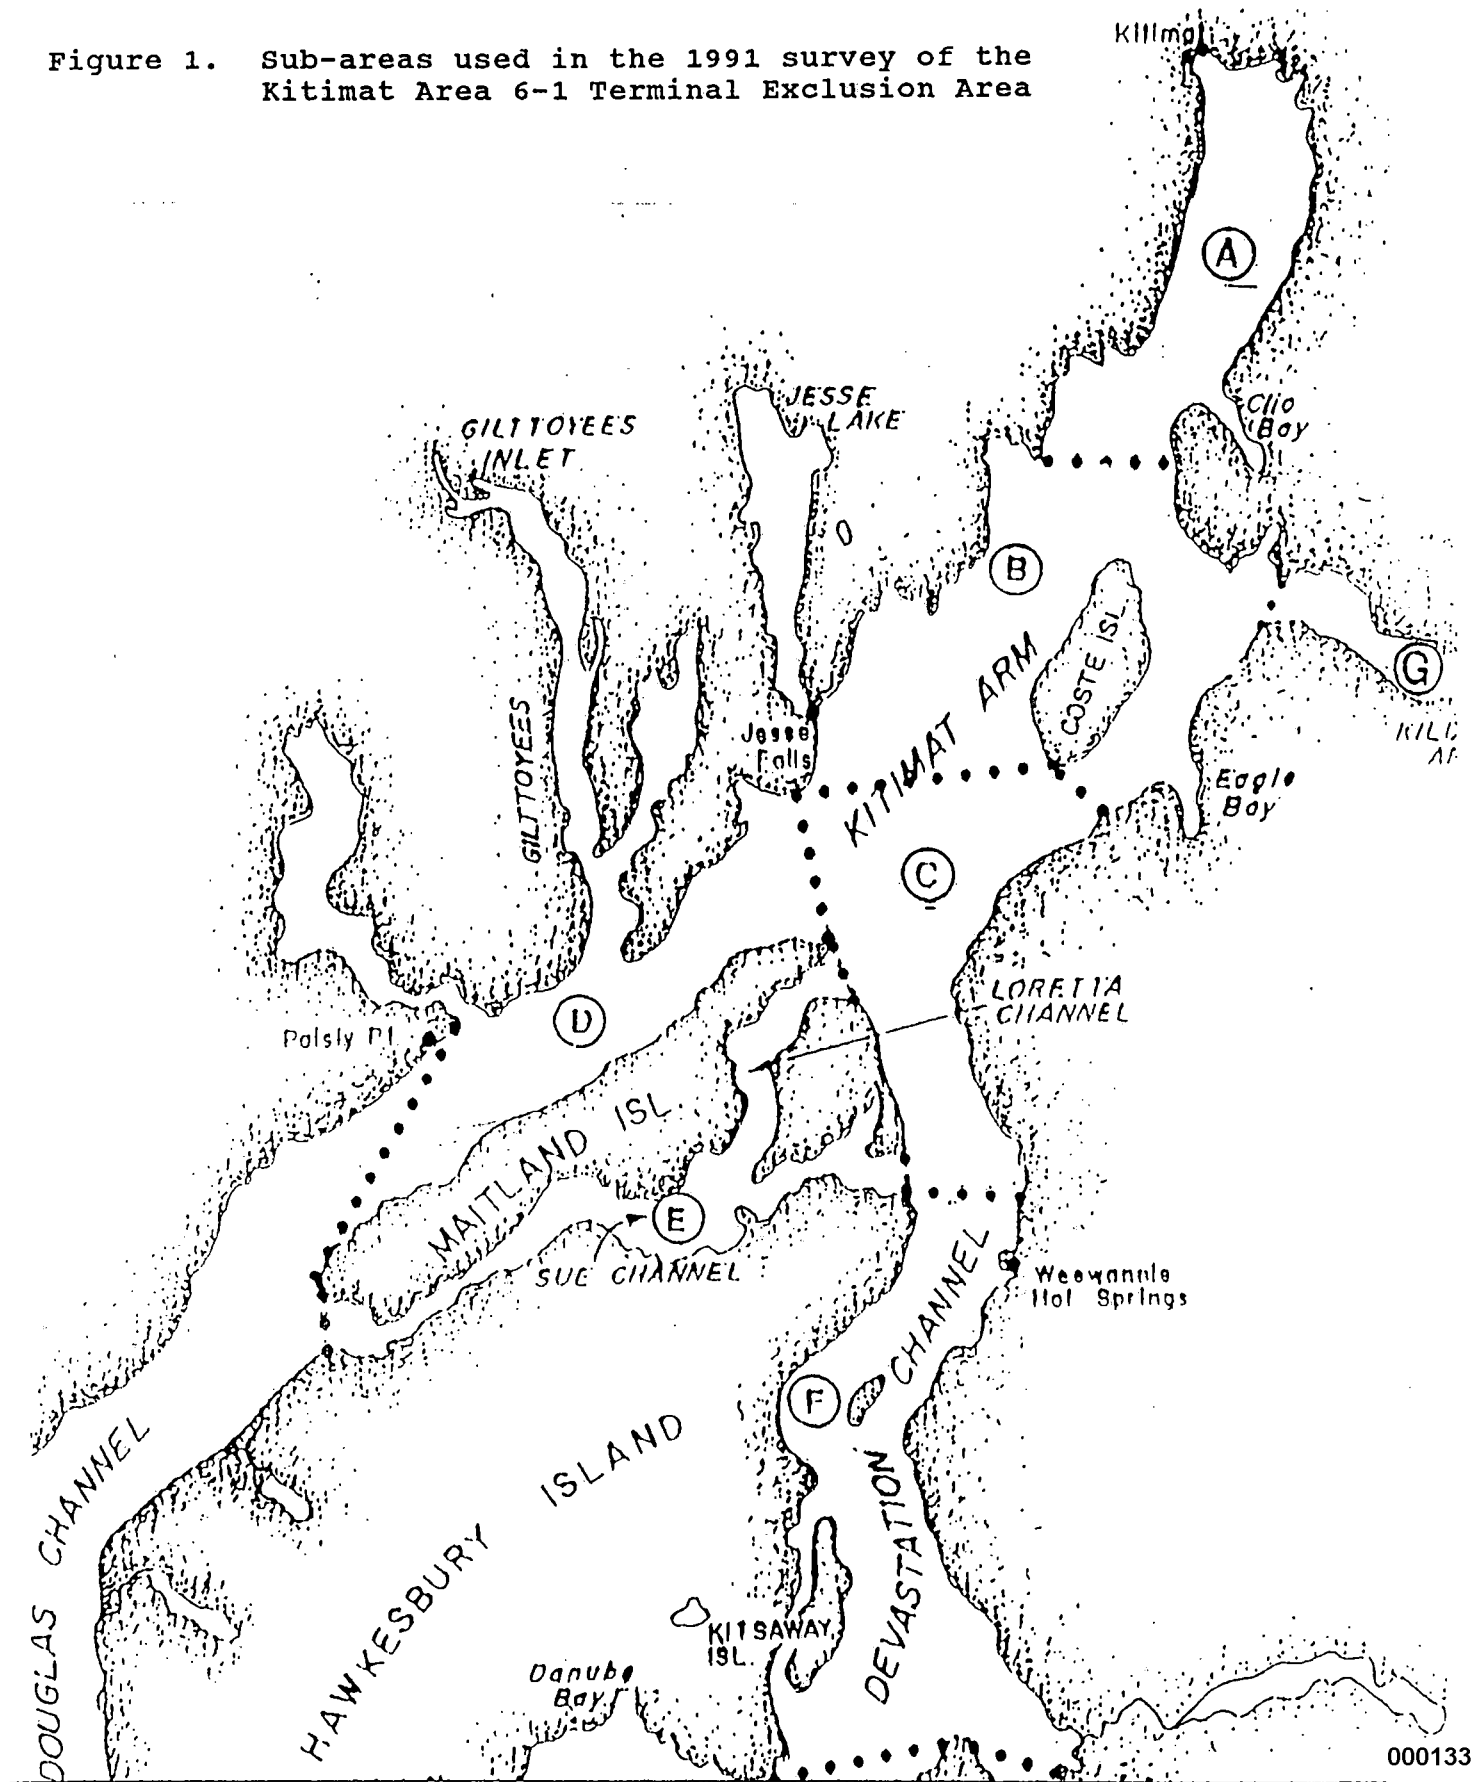 Figure 1. Sub-areas used in the 1991 survey of the
Kitimat Area 6-1 Terminal Exclusion Area
A
JESSE
LAKE
GILTTOYEES
INLET
Clio
Bay
B
KITIMAT ARM
COSTE ISL
G
GILTTOYEES
Jesse
Falls
Eagle
Bay
C
LORETTA
CHANNEL
D
MAITLAND ISL.
E
SUE CHANNEL
Hot Springs
F
DEVASTATION CHANNEL
HAWKESBURY ISLAND
DOUGLAS CHANNEL
KITSAWAY
ISL.
Danube
Bay
000133